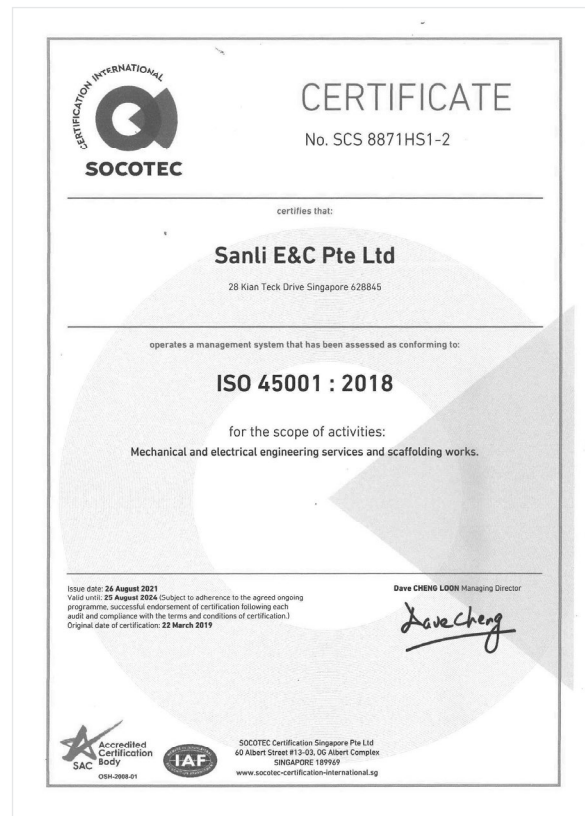 CERTIFICATION INTERNATIONAL
SOCOTEC
CERTIFICATE
No. SCS 8871HS1-2
certifies that:
Sanli E&C Pte Ltd
28 Kian Teck Drive Singapore 628845
operates a management system that has been assessed as conforming to:
ISO 45001 : 2018
for the scope of activities:
Mechanical and electrical engineering services and scaffolding works.
Issue date: 26 August 2021
Valid until: 25 August 2024 (Subject to adherence to the agreed ongoing
programme, successful endorsement of certification following each
audit and compliance with the terms and conditions of certification.)
Original date of certification: 22 March 2019
Dave CHENG LOON Managing Director
Dave Cheng
SAC
Accredited
Certification
Body
OSH-2008-01
IAF
SOCOTEC Certification Singapore Pte Ltd
60 Albert Street #13-03, OG Albert Complex
SINGAPORE 189969
www.socotec-certification-international.sg